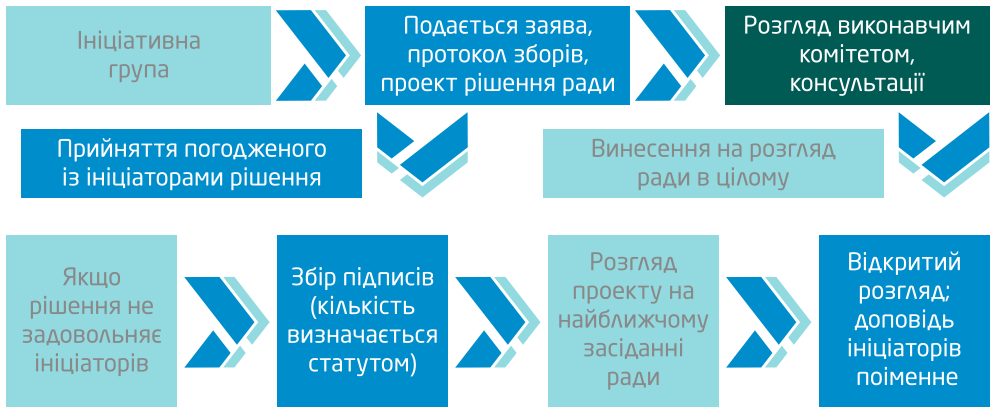 Ініціативна
група
Подається заява,
протокол зборів,
проект рішення ради
Розгляд виконавчим
комітетом,
консультації
Прийняття погодженого
із ініціаторами рішення
Винесення на розгляд
ради в цілому
Якщо
рішення не
задовольняє
ініціаторів
Збір підписів
(кількість
визначається
статутом)
Розгляд
проекту на
найближчому
засіданні
ради
Відкритий
розгляд;
доповідь
ініціаторів
поіменне